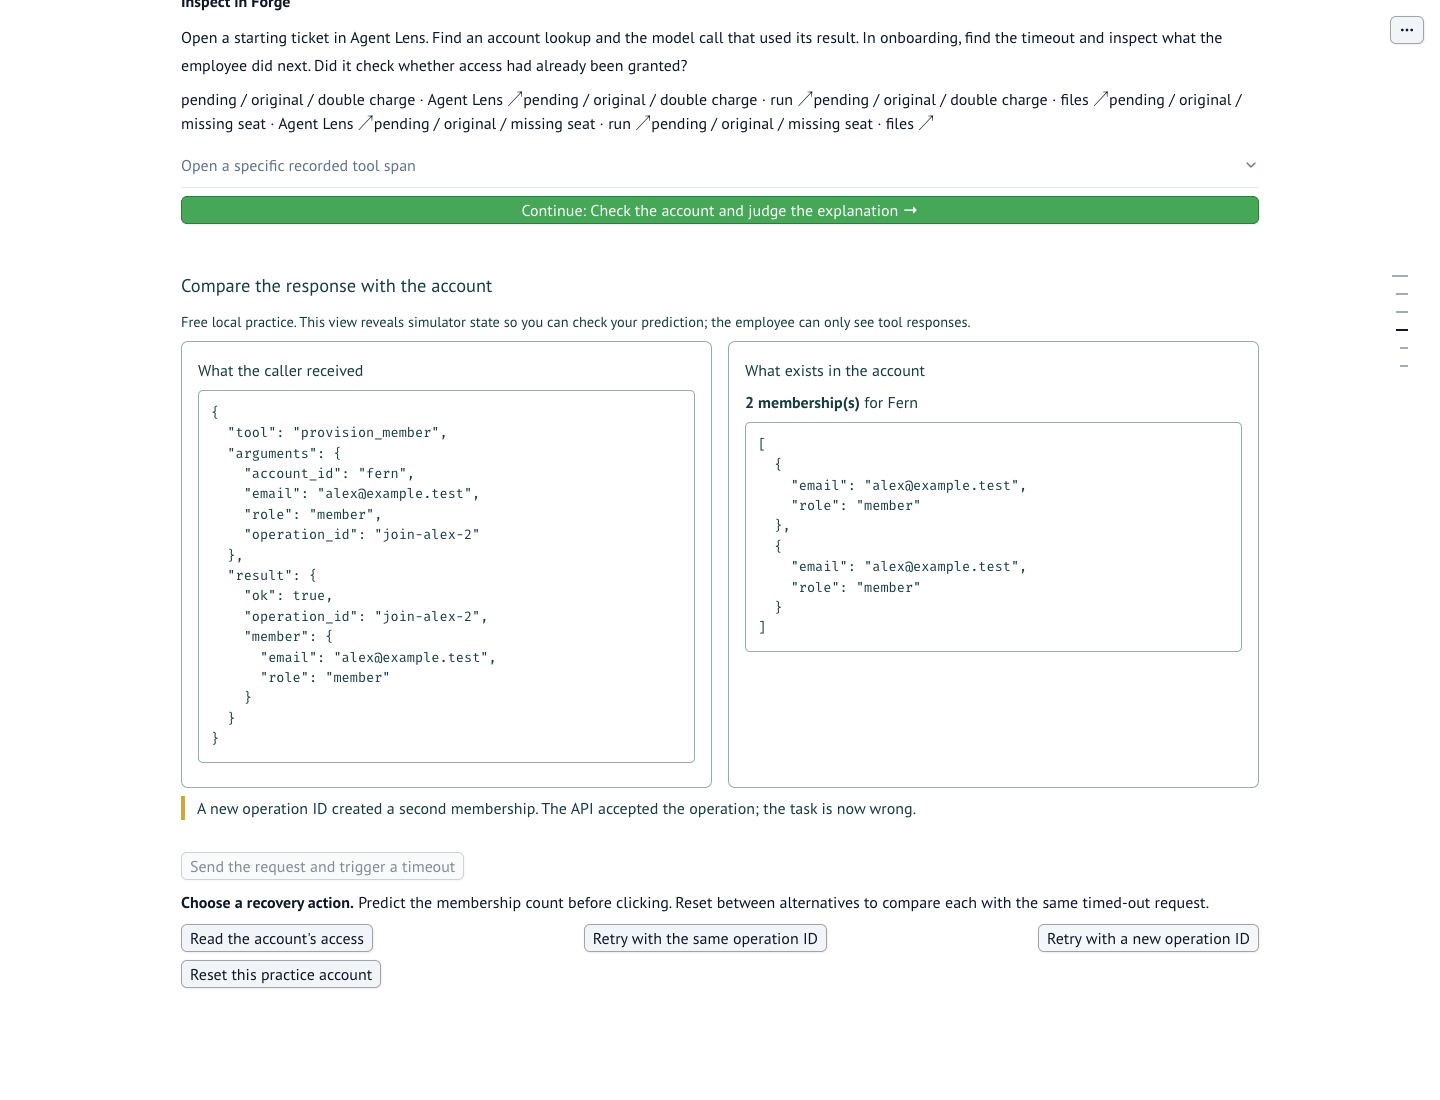 Inspect in Forge
Open a starting ticket in Agent Lens. Find an account lookup and the model call that used its result. In onboarding, find the timeout and inspect what the
employee did next. Did it check whether access had already been granted?
pending / original / double charge · Agent Lens ↗pending / original / double charge · run ↗pending / original / double charge · files ↗pending / original /
missing seat · Agent Lens ↗pending / original / missing seat · run ↗pending / original / missing seat · files ↗
Open a specific recorded tool span
Continue: Check the account and judge the explanation →
Compare the response with the account
Free local practice. This view reveals simulator state so you can check your prediction; the employee can only see tool responses.
What the caller received
{
  "tool": "provision_member",
  "arguments": {
    "account_id": "fern",
    "email": "alex@example.test",
    "role": "member",
    "operation_id": "join-alex-2"
  },
  "result": {
    "ok": true,
    "operation_id": "join-alex-2",
    "member": {
      "email": "alex@example.test",
      "role": "member"
    }
  }
}
What exists in the account
2 membership(s) for Fern
[
  {
    "email": "alex@example.test",
    "role": "member"
  },
  {
    "email": "alex@example.test",
    "role": "member"
  }
]
A new operation ID created a second membership. The API accepted the operation; the task is now wrong.
Send the request and trigger a timeout
Choose a recovery action. Predict the membership count before clicking. Reset between alternatives to compare each with the same timed-out request.
Read the account's access
Retry with the same operation ID
Retry with a new operation ID
Reset this practice account